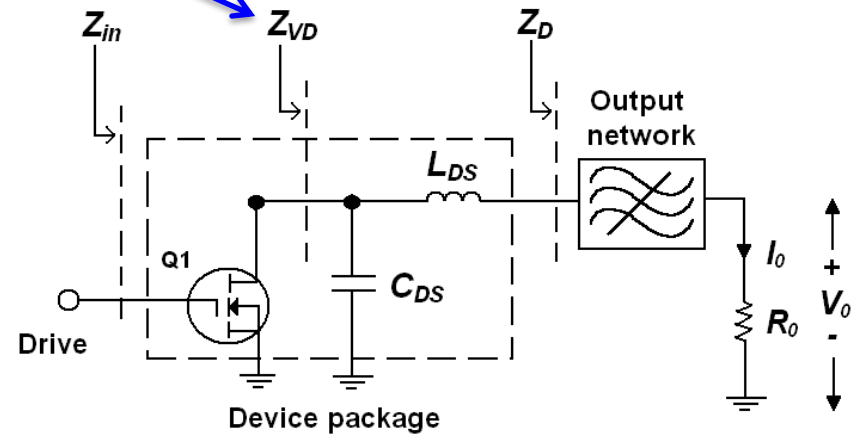 Z_in
Z_VD
Z_D
Output
network
L_DS
Q1
C_DS
I_0
+
V_0
-
R_0
Drive
Device package